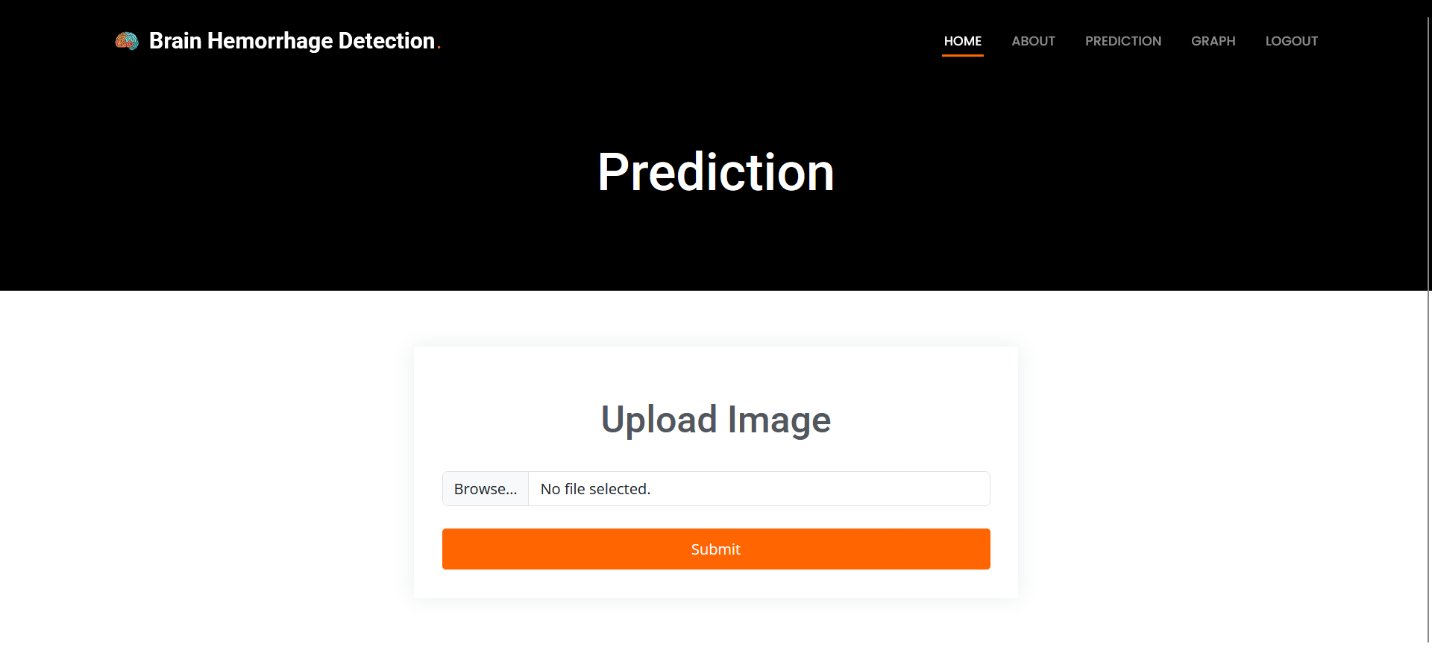 Brain Hemorrhage Detection.
HOME ABOUT PREDICTION GRAPH LOGOUT
Prediction
Upload Image
Browse... No file selected.
Submit